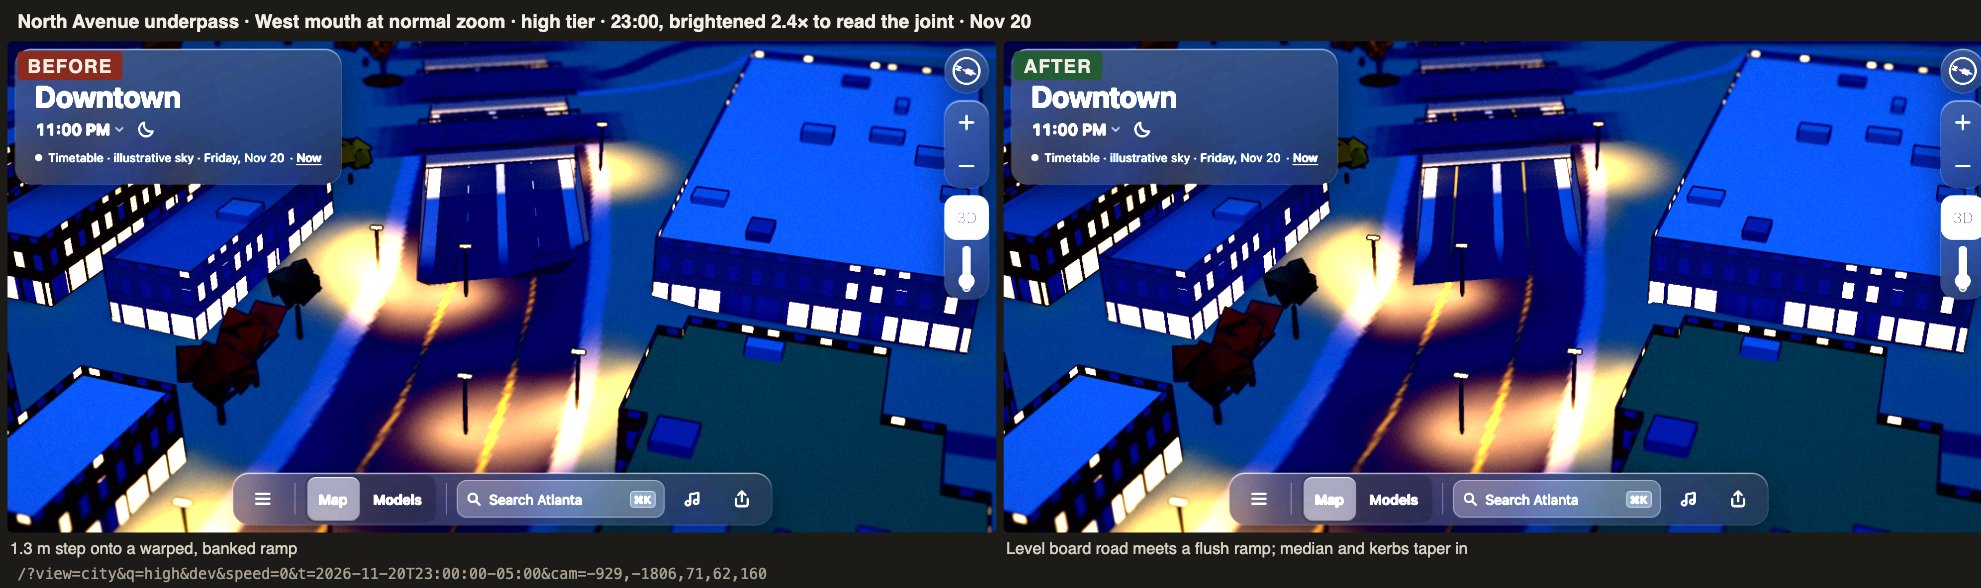 North Avenue underpass · West mouth at normal zoom · high tier · 23:00, brightened 2.4× to read the joint · Nov 20
BEFORE
Downtown
11:00 PM
Timetable · illustrative sky · Friday, Nov 20 · Now
+
−
3D
Map
Models
Search Atlanta
⌘K
1.3 m step onto a warped, banked ramp
AFTER
Downtown
11:00 PM
Timetable · illustrative sky · Friday, Nov 20 · Now
+
−
3D
Map
Models
Search Atlanta
⌘K
Level board road meets a flush ramp; median and kerbs taper in
/?view=city&q=high&dev&speed=0&t=2026-11-20T23:00:00-05:00&cam=-929,-1806,71,62,160